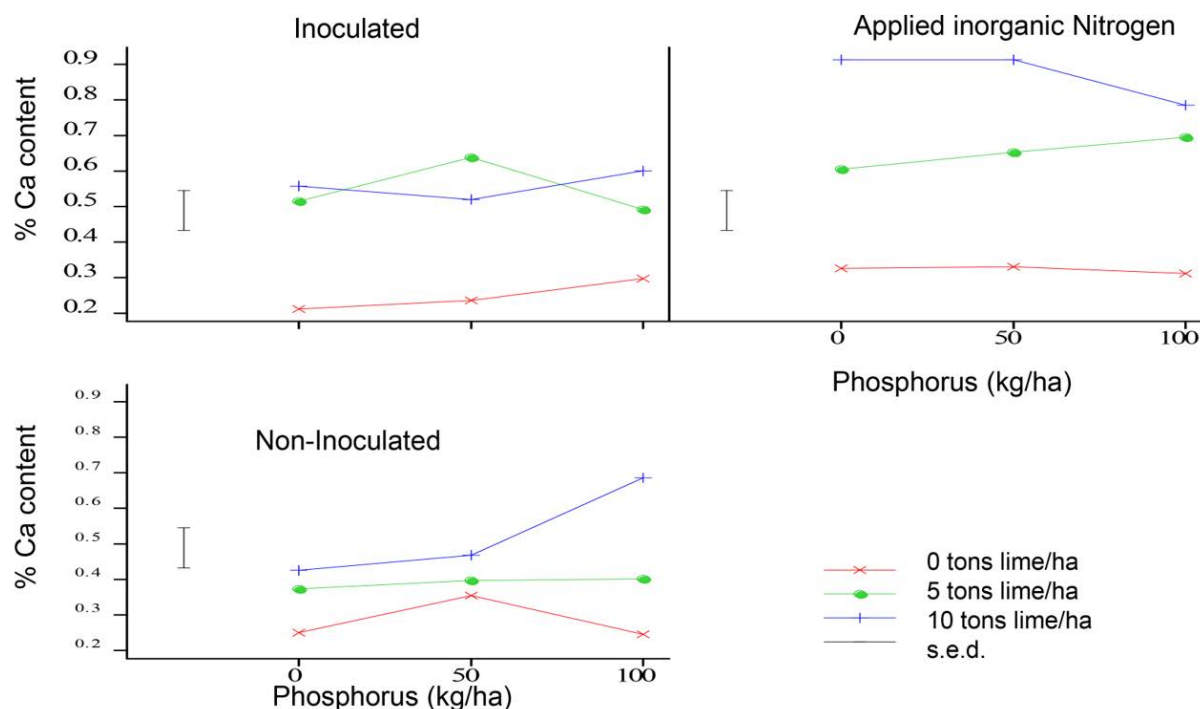 Inoculated
Applied inorganic Nitrogen
% Ca content
0.9
0.8
0.7
0.6
0.5
0.4
0.3
0.2
0
50
100
Phosphorus (kg/ha)
Non-Inoculated
% Ca content
0.9
0.8
0.7
0.6
0.5
0.4
0.3
0.2
0
50
100
Phosphorus (kg/ha)
0 tons lime/ha
5 tons lime/ha
10 tons lime/ha
s.e.d.